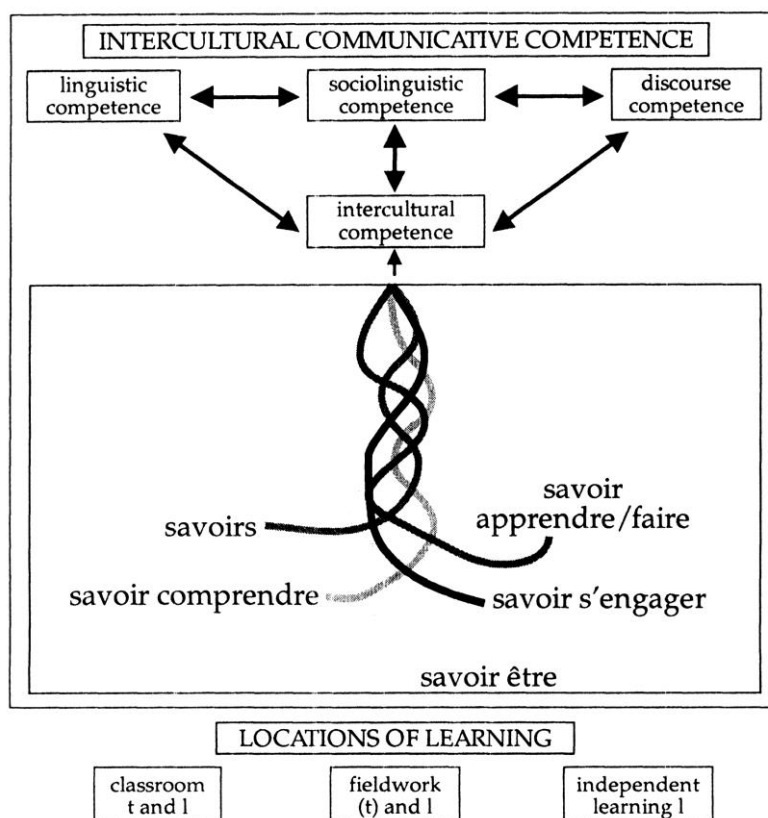 INTERCULTURAL COMMUNICATIVE COMPETENCE
linguistic
competence
sociolinguistic
competence
discourse
competence
intercultural
competence
savoirs
savoir
apprendre/faire
savoir comprendre
savoir s'engager
savoir être
LOCATIONS OF LEARNING
classroom
t and l
fieldwork
(t) and l
independent
learning l